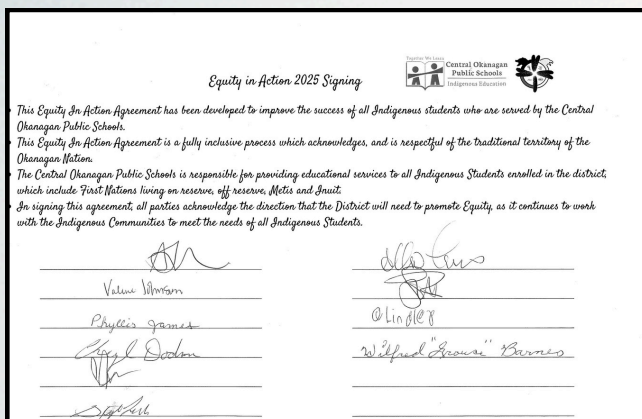 Together We Learn
Central Okanagan
Public Schools
Indigenous Education
Equity in Action 2025 Signing
This Equity In Action Agreement has been developed to improve the success of all Indigenous students who are served by the Central
Okanagan Public Schools.
This Equity In Action Agreement is a fully inclusive process which acknowledges, and is respectful of the traditional territory of the
Okanagan Nation.
The Central Okanagan Public Schools is responsible for providing educational services to all Indigenous Students enrolled in the district,
which include First Nations living on reserve, off reserve, Metis and Inuit.
In signing this agreement, all parties acknowledge the direction that the District will need to promote Equity, as it continues to work
with the Indigenous Communities to meet the needs of all Indigenous Students.
Phyllis James
Cheryl Dodson
Wilfred "Grouse" Barnes